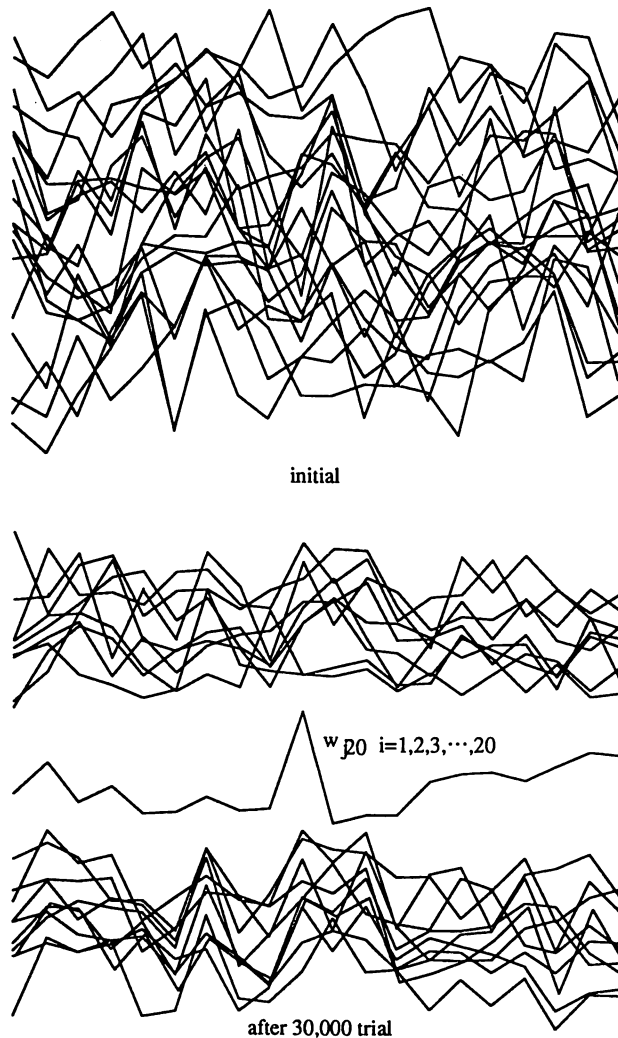 initial
w j20 i=1,2,3,⋯,20
after 30,000 trial